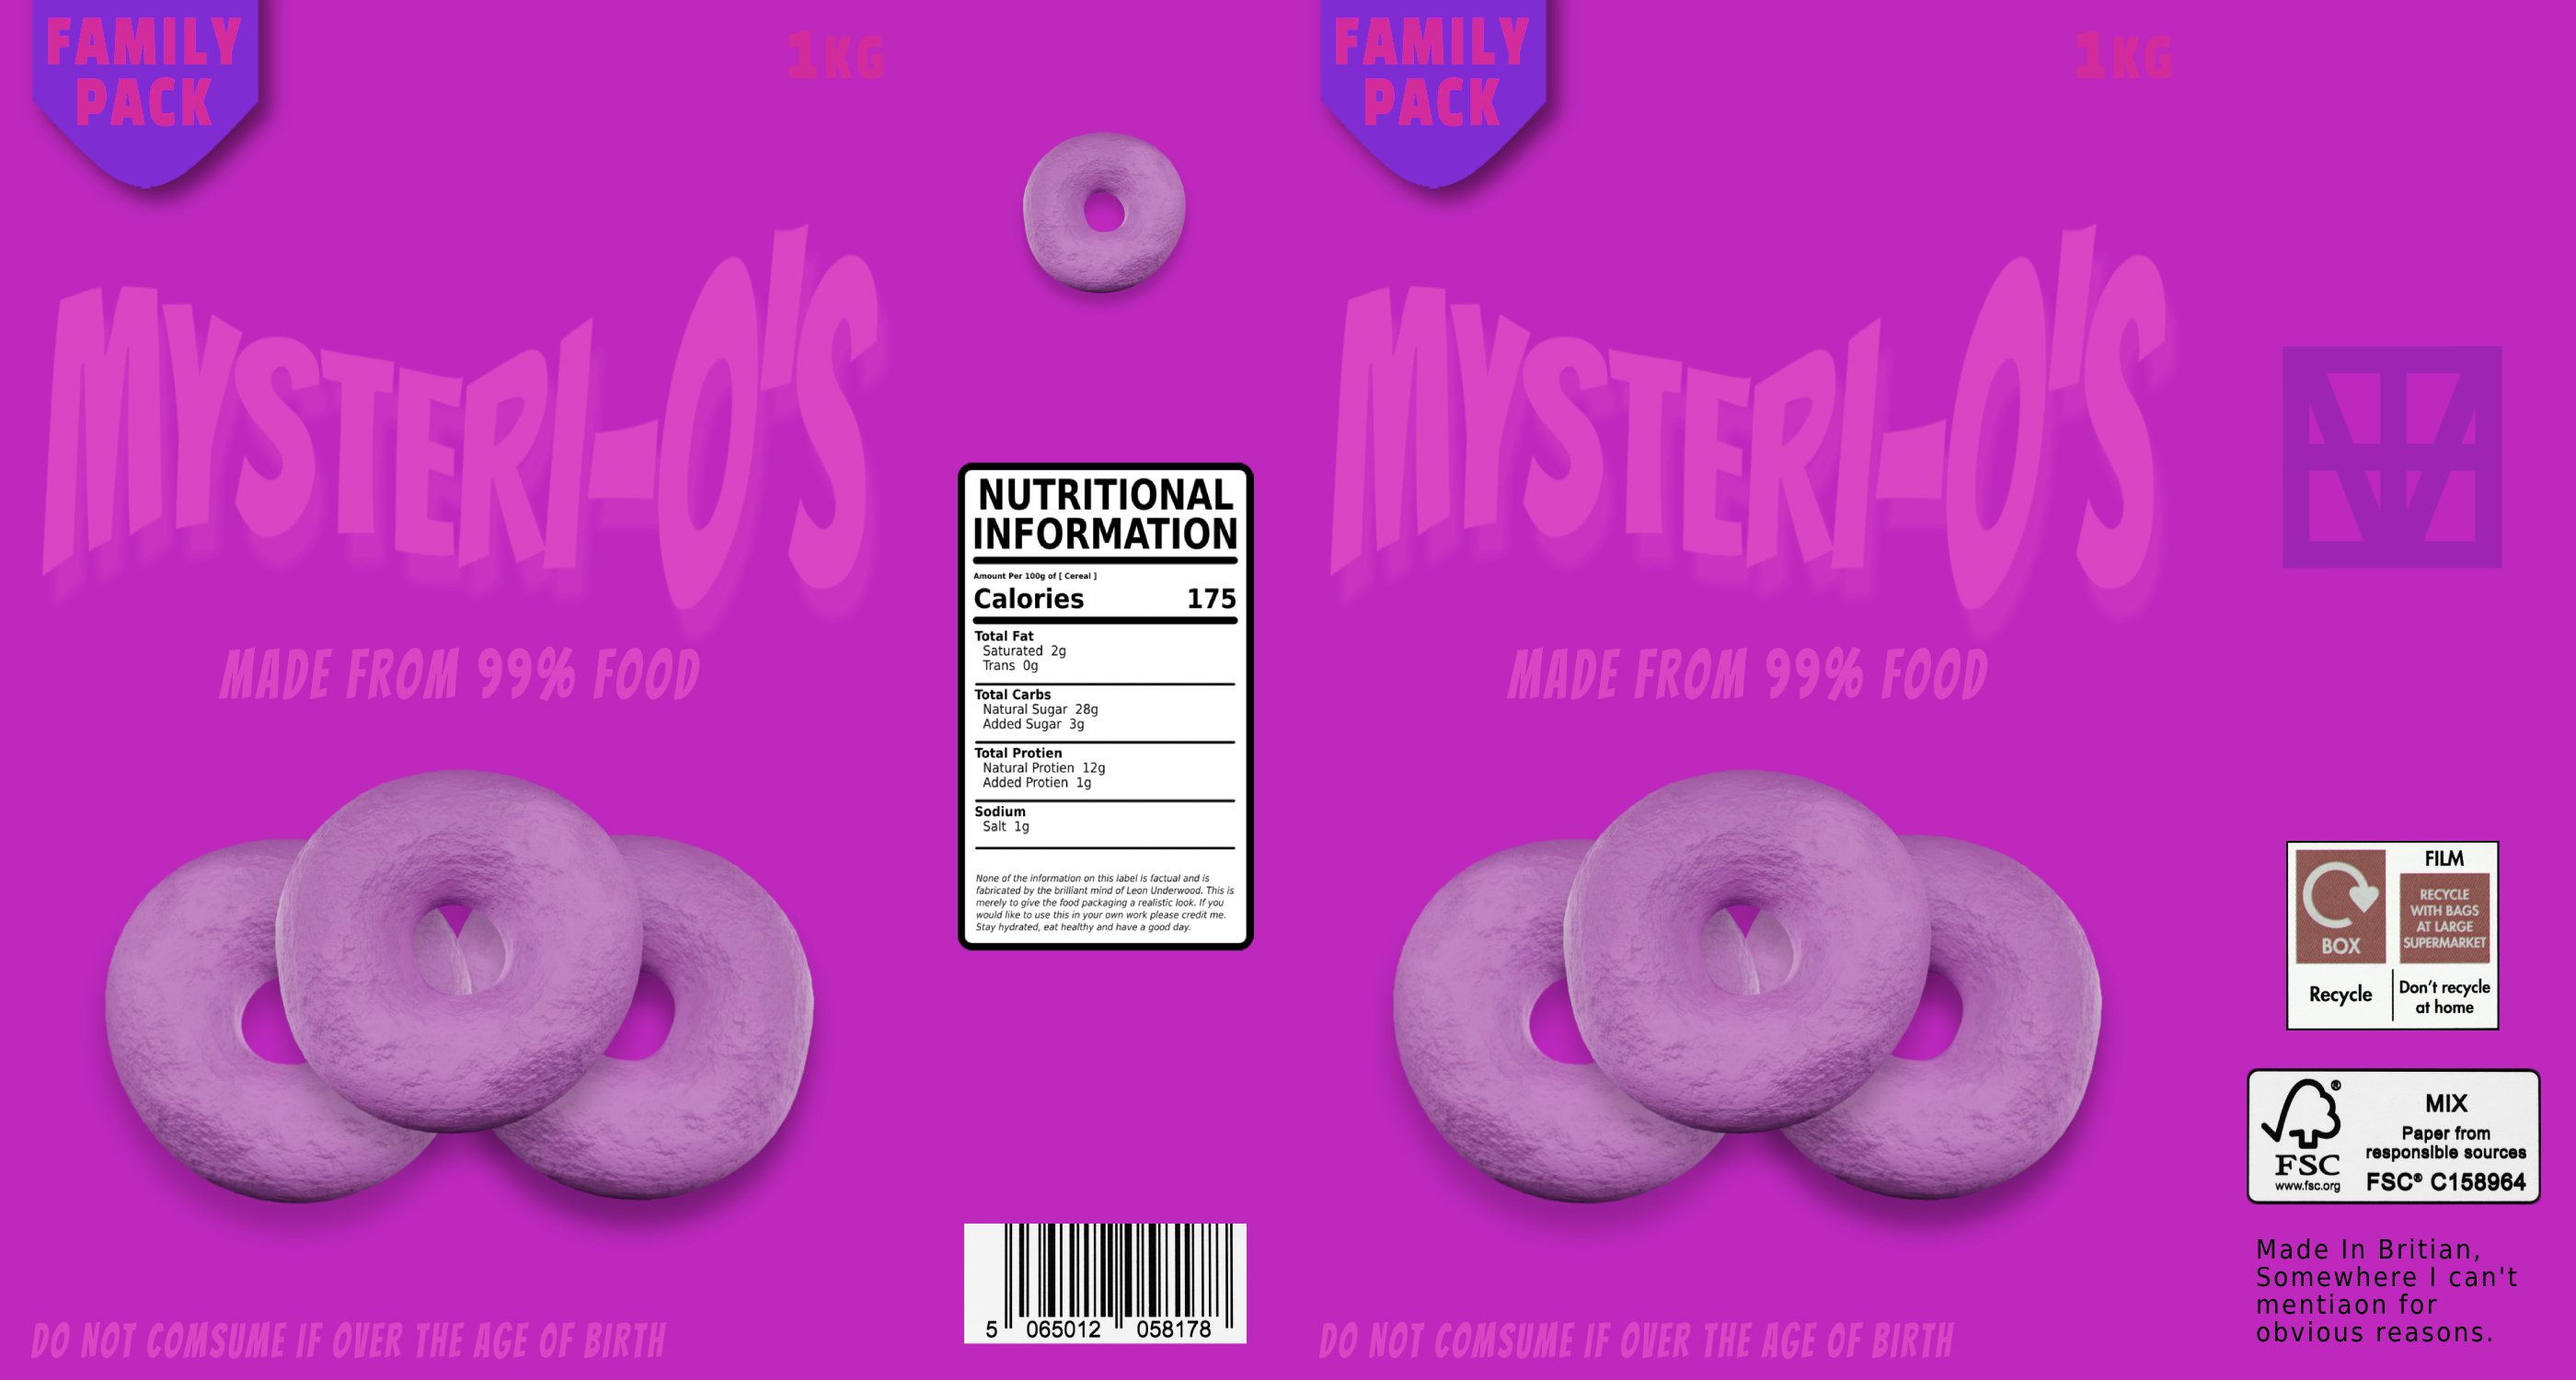 FAMILY
PACK
1KG
MYSTERI-O'S
MADE FROM 99% FOOD
DO NOT COMSUME IF OVER THE AGE OF BIRTH
NUTRITIONAL
INFORMATION
Amount Per 100g of [ Cereal ]
Calories 175
Total Fat
Saturated 2g
Trans 0g
Total Carbs
Natural Sugar 28g
Added Sugar 3g
Total Protien
Natural Protien 12g
Added Protien 1g
Sodium
Salt 1g
None of the information on this label is factual and is
fabricated by the brilliant mind of Leon Underwood. This is
merely to give the food packaging a realistic look. If you
would like to use this in your own work please credit me.
Stay hydrated, eat healthy and have a good day.
5 065012 058178
FAMILY
PACK
1KG
MYSTERI-O'S
MADE FROM 99% FOOD
DO NOT COMSUME IF OVER THE AGE OF BIRTH
BOX
Recycle
FILM
RECYCLE
WITH BAGS
AT LARGE
SUPERMARKET
Don't recycle
at home
FSC
www.fsc.org
MIX
Paper from
responsible sources
FSC® C158964
Made In Britian,
Somewhere I can't
mentiaon for
obvious reasons.